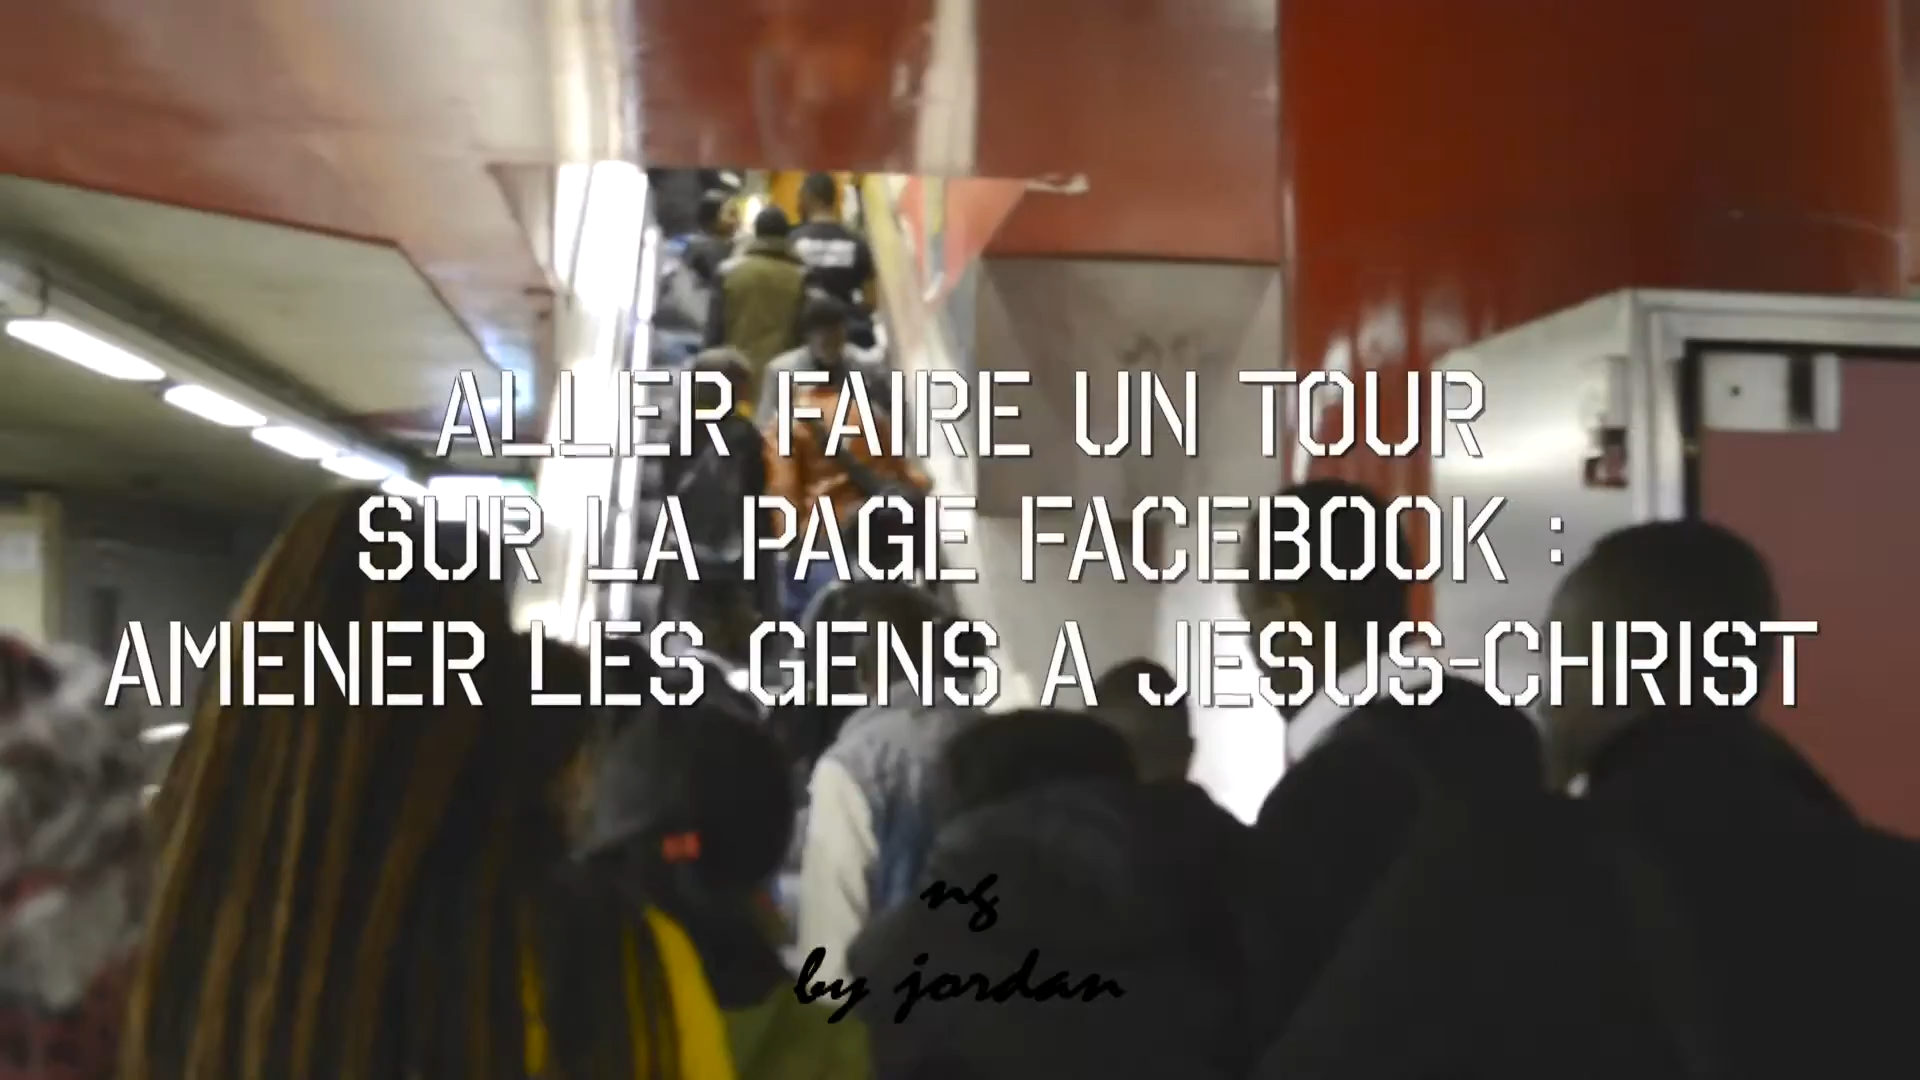 ALLER FAIRE UN TOUR
SUR LA PAGE FACEBOOK :
AMENER LES GENS A JESUS-CHRIST
ng
by jordan